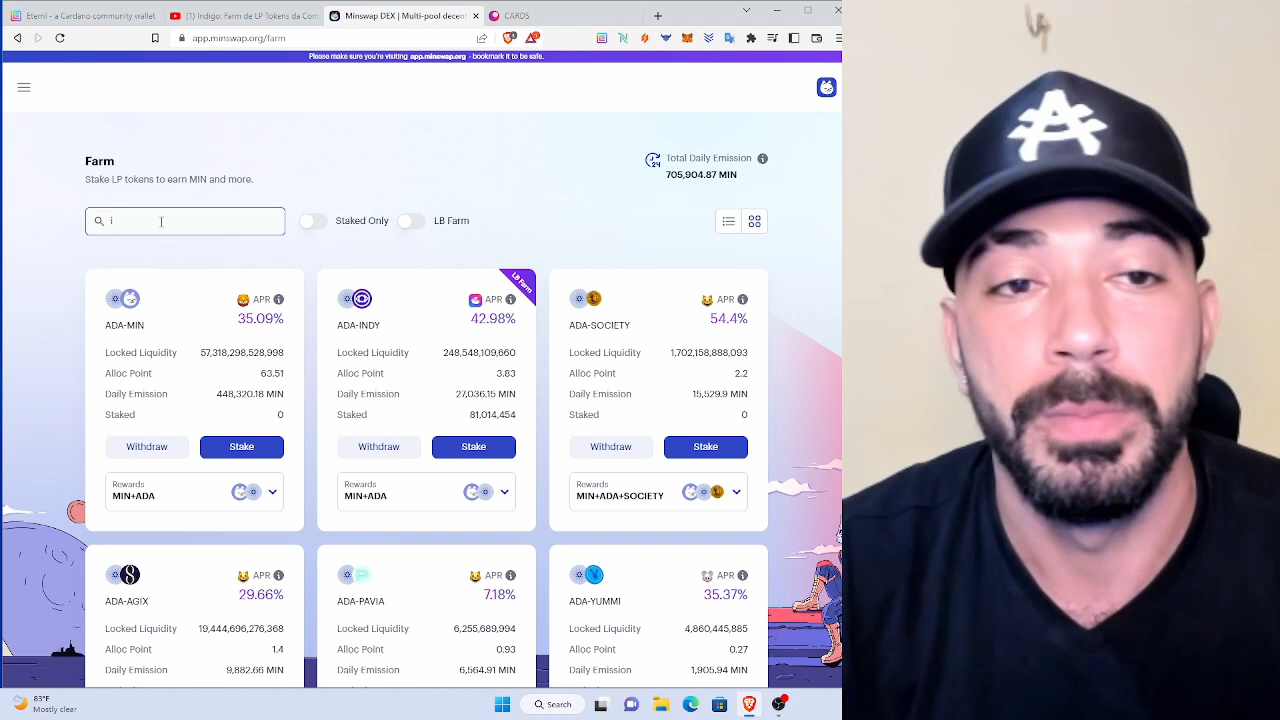 Eternl - a Cardano community wallet
(1) Indigo: Farm de LP Tokens da Com
Minswap DEX | Multi-pool decent
CARDS
app.minswap.org/farm
Please make sure you're visiting app.minswap.org - bookmark it to be safe.
Farm
Stake LP tokens to earn MIN and more.
24
Total Daily Emission
705,904.87 MIN
i
Staked Only
LB Farm
ADA-MIN
APR
35.09%
Locked Liquidity 57,318,298,528,998
Alloc Point 63.51
Daily Emission 448,320.18 MIN
Staked 0
Withdraw Stake
Rewards
MIN+ADA
LB Farm
ADA-INDY
APR
42.98%
Locked Liquidity 248,548,109,660
Alloc Point 3.83
Daily Emission 27,036.15 MIN
Staked 81,014,454
Withdraw Stake
Rewards
MIN+ADA
ADA-SOCIETY
APR
54.4%
Locked Liquidity 1,702,158,888,093
Alloc Point 2.2
Daily Emission 15,529.9 MIN
Staked 0
Withdraw Stake
Rewards
MIN+ADA+SOCIETY
ADA-AGIX
APR
29.66%
Locked Liquidity 19,444,696,276,368
Alloc Point 1.4
Daily Emission 9,882.66 MIN
ADA-PAVIA
APR
7.18%
Locked Liquidity 6,255,689,994
Alloc Point 0.93
Daily Emission 6,564.91 MIN
ADA-YUMMI
APR
35.37%
Locked Liquidity 4,860,445,885
Alloc Point 0.27
Daily Emission 1,905.94 MIN
83°F
Mostly clear
Search